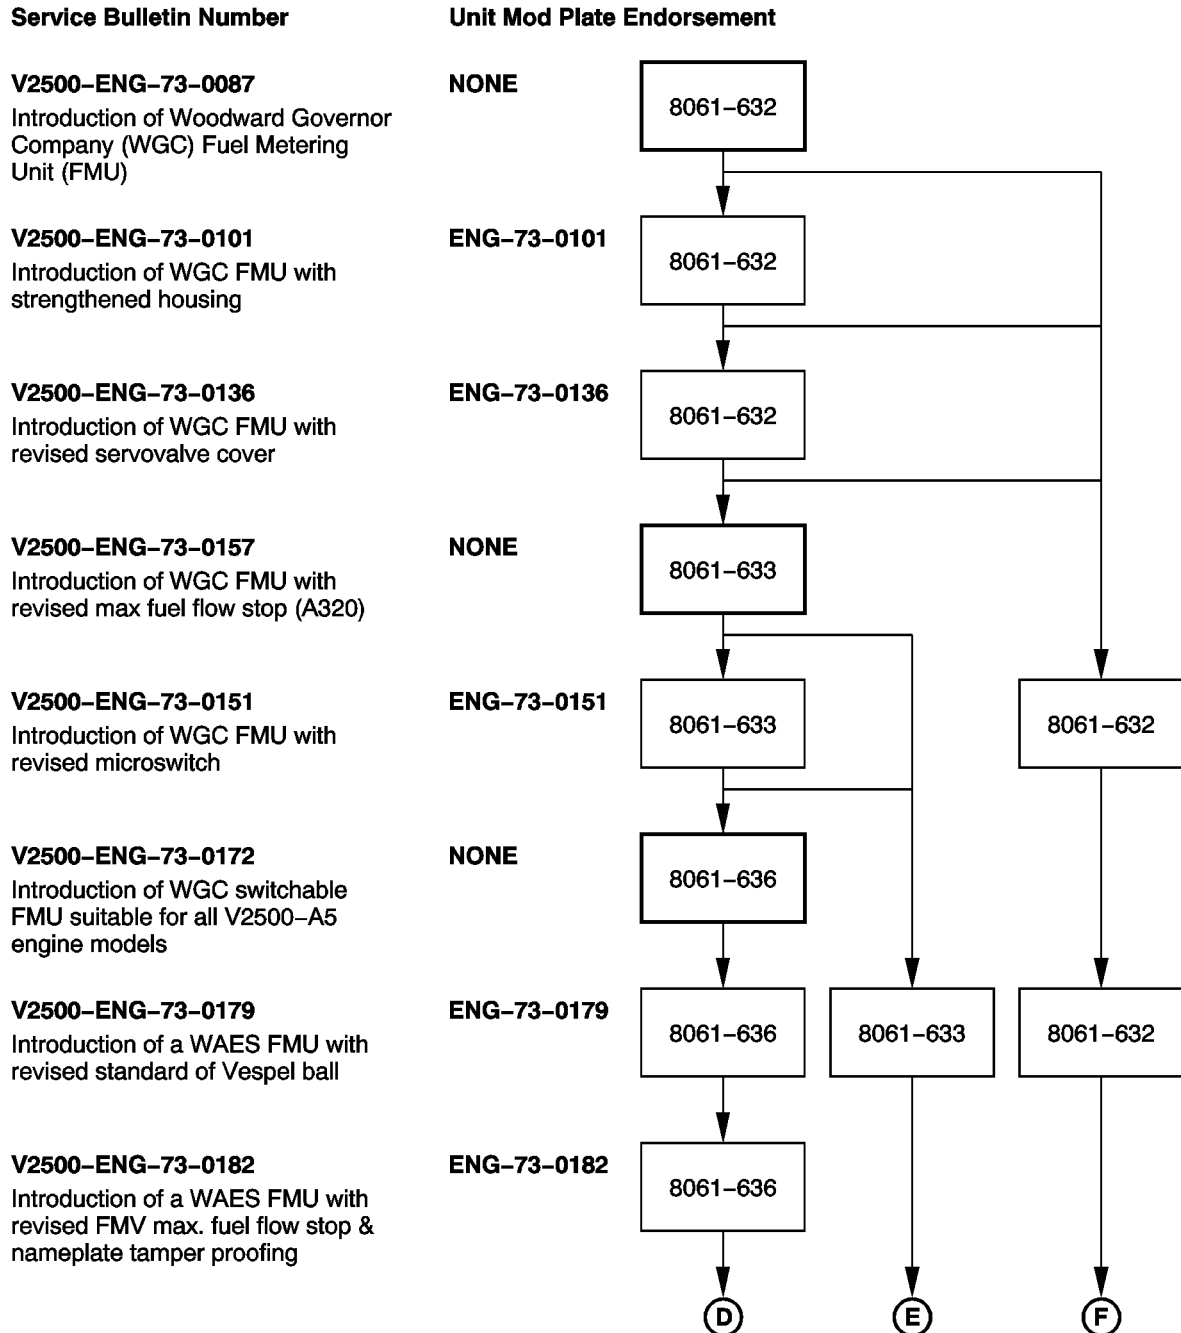 Service Bulletin Number Unit Mod Plate Endorsement
V2500–ENG–73–0087 NONE
8061–632
Introduction of Woodward Governor
Company (WGC) Fuel Metering
Unit (FMU)
V2500–ENG–73–0101 ENG–73–0101
8061–632
Introduction of WGC FMU with
strengthened housing
V2500–ENG–73–0136 ENG–73–0136
8061–632
Introduction of WGC FMU with
revised servovalve cover
V2500–ENG–73–0157 NONE
8061–633
Introduction of WGC FMU with
revised max fuel flow stop (A320)
V2500–ENG–73–0151 ENG–73–0151
8061–633 8061–632
Introduction of WGC FMU with
revised microswitch
V2500–ENG–73–0172 NONE
8061–636
Introduction of WGC switchable
FMU suitable for all V2500–A5
engine models
V2500–ENG–73–0179 ENG–73–0179
8061–636 8061–633 8061–632
Introduction of a WAES FMU with
revised standard of Vespel ball
V2500–ENG–73–0182 ENG–73–0182
8061–636
Introduction of a WAES FMU with
revised FMV max. fuel flow stop &
nameplate tamper proofing
D E F